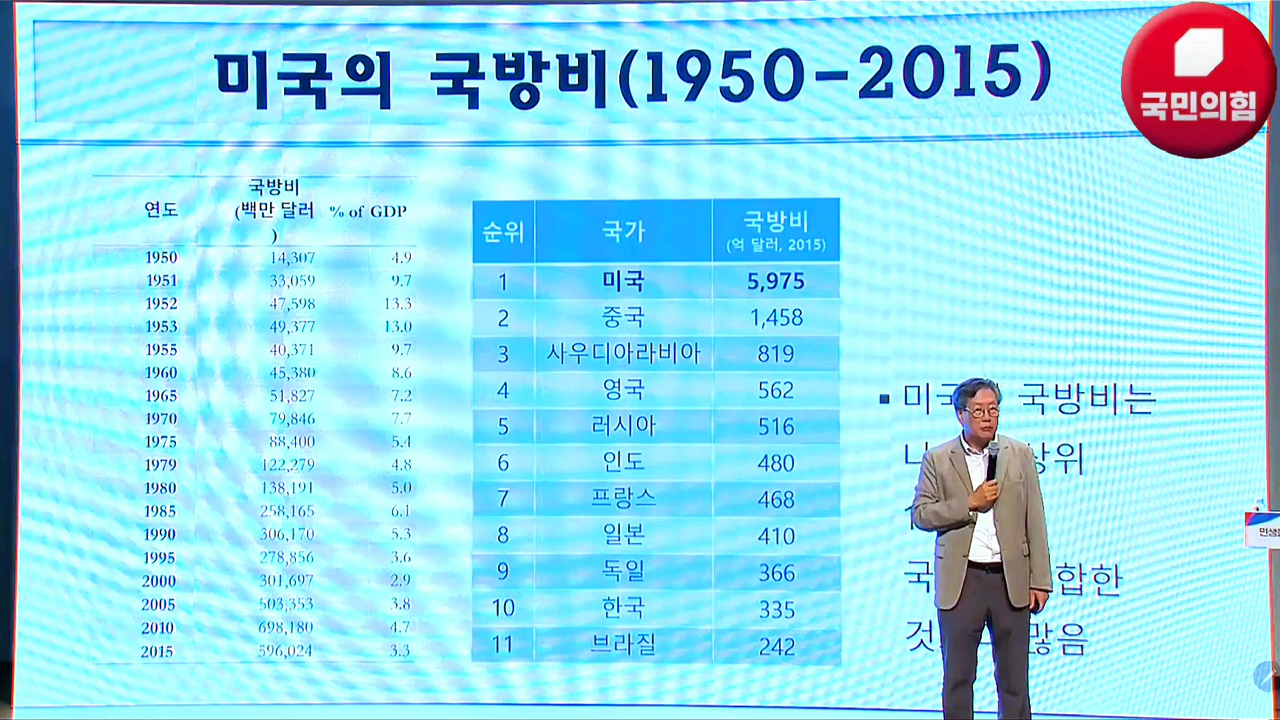 미국의 국방비(1950-2015)
국민의힘
연도 국방비 (백만 달러) % of GDP
1950 14,307 4.9
1951 33,059 9.7
1952 47,598 13.3
1953 49,377 13.0
1955 40,371 9.7
1960 45,380 8.6
1965 51,827 7.2
1970 79,846 7.7
1975 88,400 5.4
1979 122,279 4.8
1980 138,191 5.0
1985 258,165 6.1
1990 306,170 5.3
1995 278,856 3.6
2000 301,697 2.9
2005 503,353 3.8
2010 698,180 4.7
2015 596,024 3.3
순위 국가 국방비 (억 달러, 2015)
1 미국 5,975
2 중국 1,458
3 사우디아라비아 819
4 영국 562
5 러시아 516
6 인도 480
7 프랑스 468
8 일본 410
9 독일 366
10 한국 335
11 브라질 242
▪ 국방비는
상위
많음